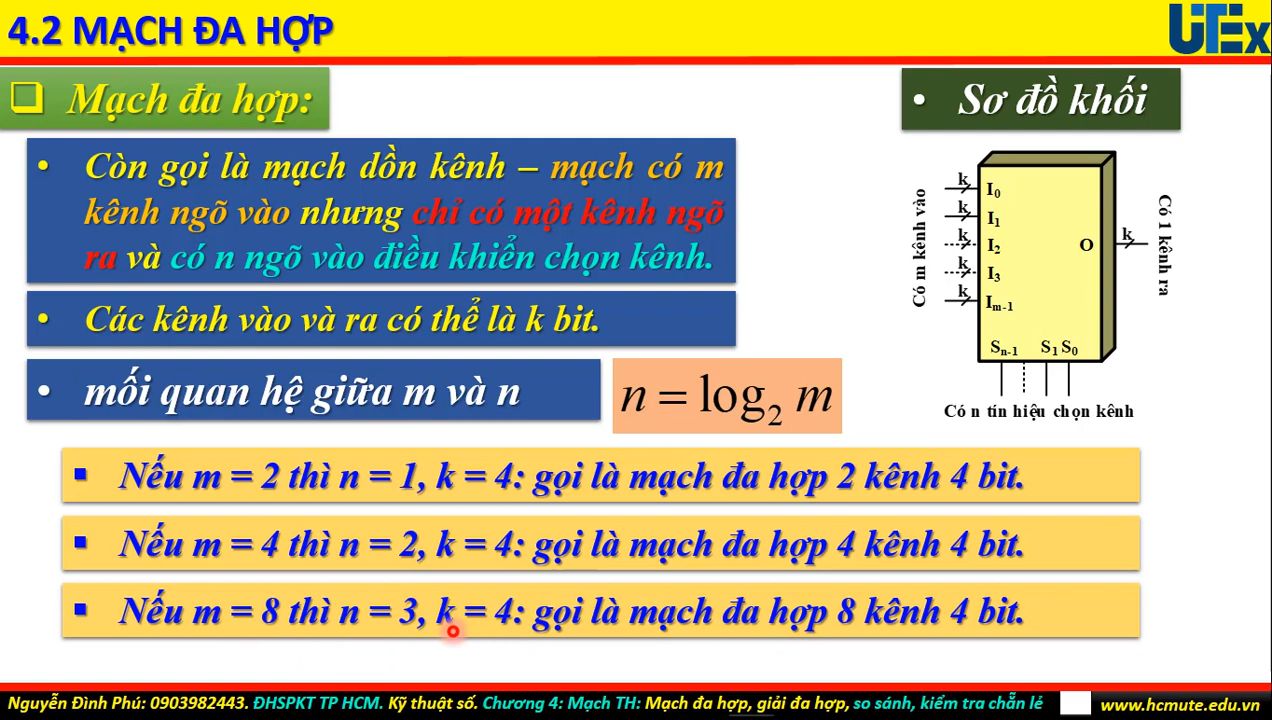 4.2 MẠCH ĐA HỢP
UTEx
Mạch đa hợp:
• Sơ đồ khối
• Còn gọi là mạch dồn kênh – mạch có m
kênh ngõ vào nhưng chỉ có một kênh ngõ
ra và có n ngõ vào điều khiển chọn kênh.
• Các kênh vào và ra có thể là k bit.
• mối quan hệ giữa m và n
n = log₂ m
Có m kênh vào
k I₀
k I₁
k I₂
k I₃
k Iₘ₋₁
O k
Có 1 kênh ra
Sₙ₋₁ S₁ S₀
Có n tín hiệu chọn kênh
▪ Nếu m = 2 thì n = 1, k = 4: gọi là mạch đa hợp 2 kênh 4 bit.
▪ Nếu m = 4 thì n = 2, k = 4: gọi là mạch đa hợp 4 kênh 4 bit.
▪ Nếu m = 8 thì n = 3, k = 4: gọi là mạch đa hợp 8 kênh 4 bit.
Nguyễn Đình Phú: 0903982443. ĐHSPKT TP HCM. Kỹ thuật số. Chương 4: Mạch TH: Mạch đa hợp, giải đa hợp, so sánh, kiểm tra chẵn lẻ www.hcmute.edu.vn